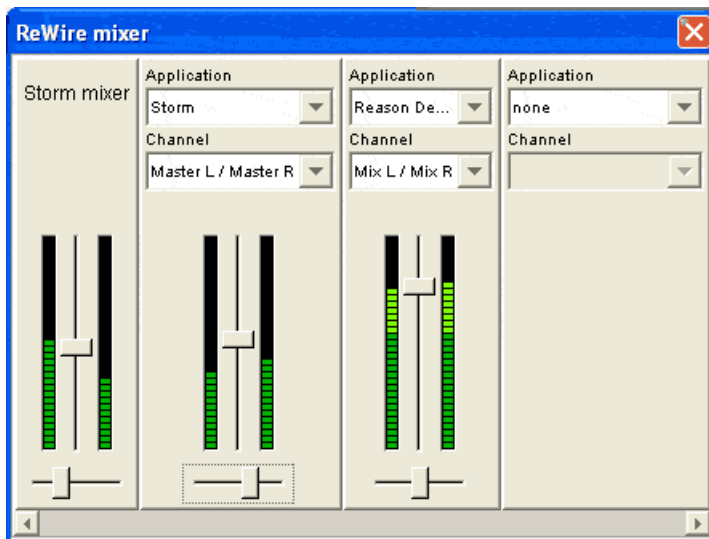 ReWire mixer
Storm mixer
Application
Storm
Channel
Master L / Master R
Application
Reason De...
Channel
Mix L / Mix R
Application
none
Channel